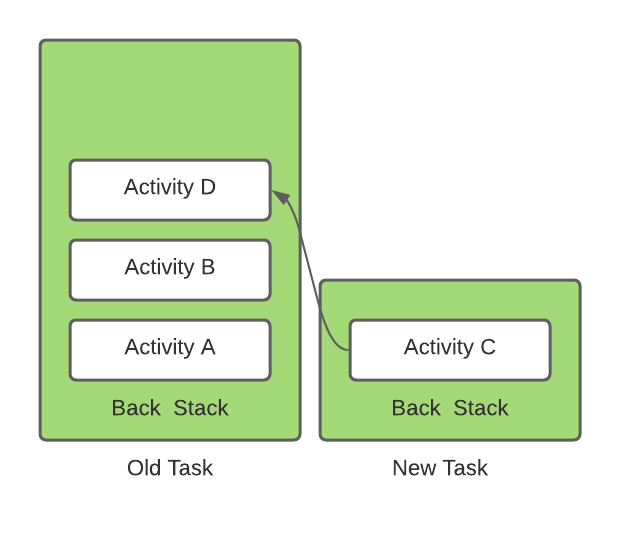 Activity D
Activity B
Activity A
Back Stack
Old Task
Activity C
Back Stack
New Task